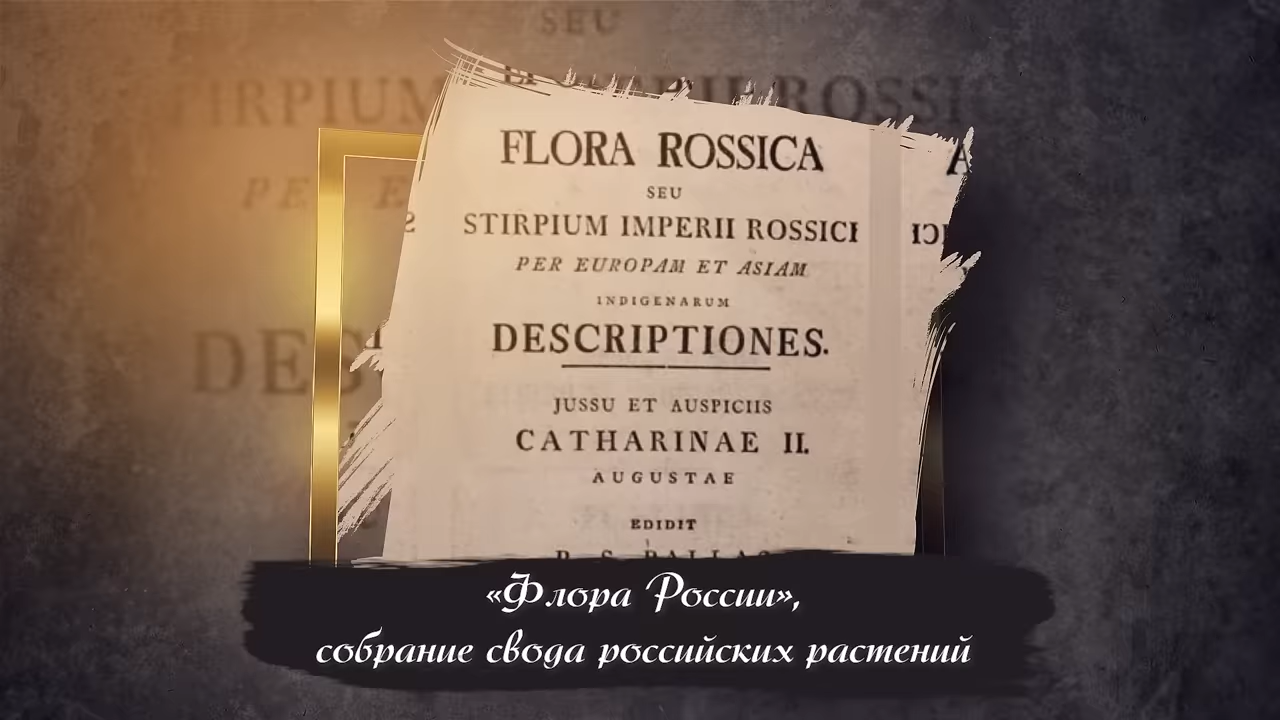 FLORA ROSSICA
SEU
STIRPIUM IMPERII ROSSICI
PER EUROPAM ET ASIAM
INDIGENARUM
DESCRIPTIONES.
JUSSU ET AUSPICIIS
CATHARINAE II.
AUGUSTAE
EDIDIT
«Флора России»,
собрание свода российских растений